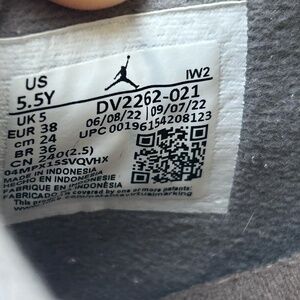 US
5.5Y
IW2
UK 5
DV2262-021
EUR 38
06/08/22 09/07/22
cm 24
UPC 00196154208123
BR 36
CN 240(2.5)
MADE IN INDONESIA
HECHO EN INDONESIA
FABRIQUE EN INDONESIE